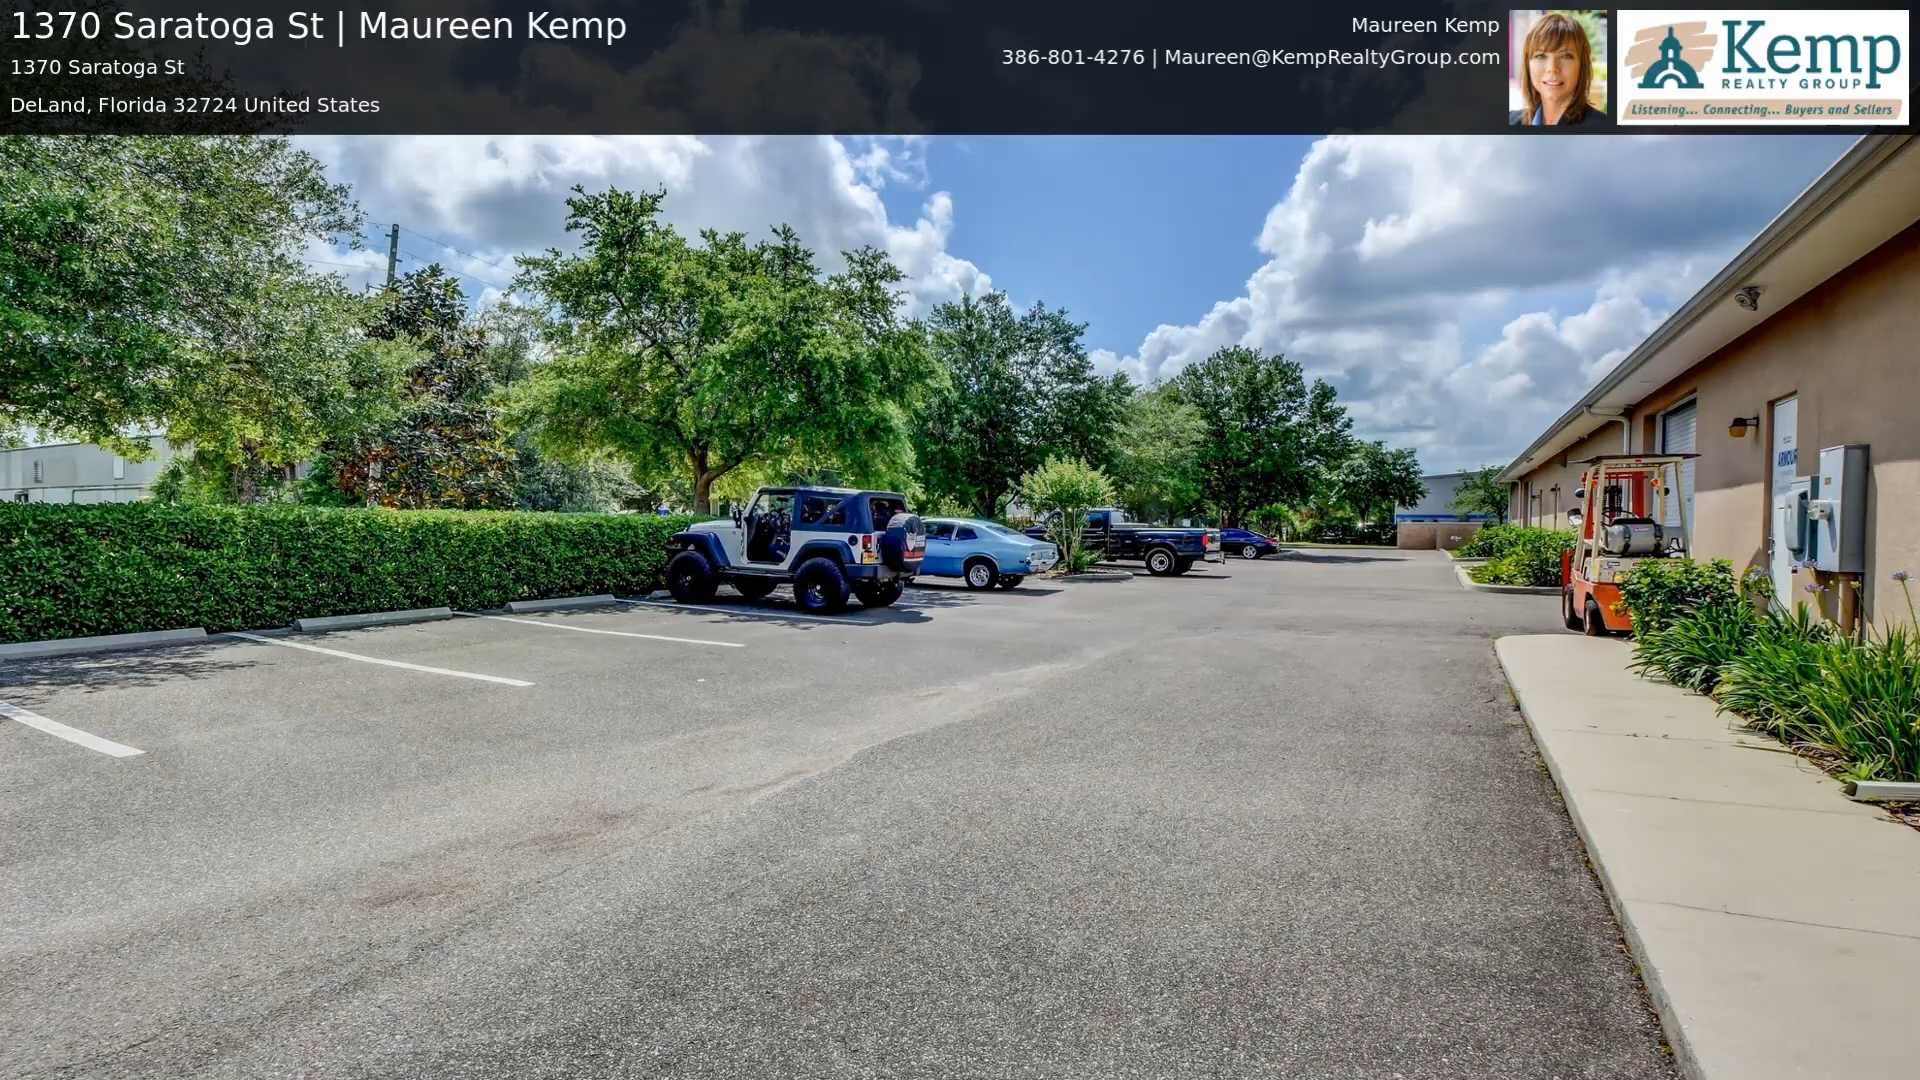 1370 Saratoga St | Maureen Kemp
1370 Saratoga St
DeLand, Florida 32724 United States
Maureen Kemp
386-801-4276 | Maureen@KempRealtyGroup.com
Kemp
REALTY GROUP
Listening... Connecting... Buyers and Sellers
ARMOUR